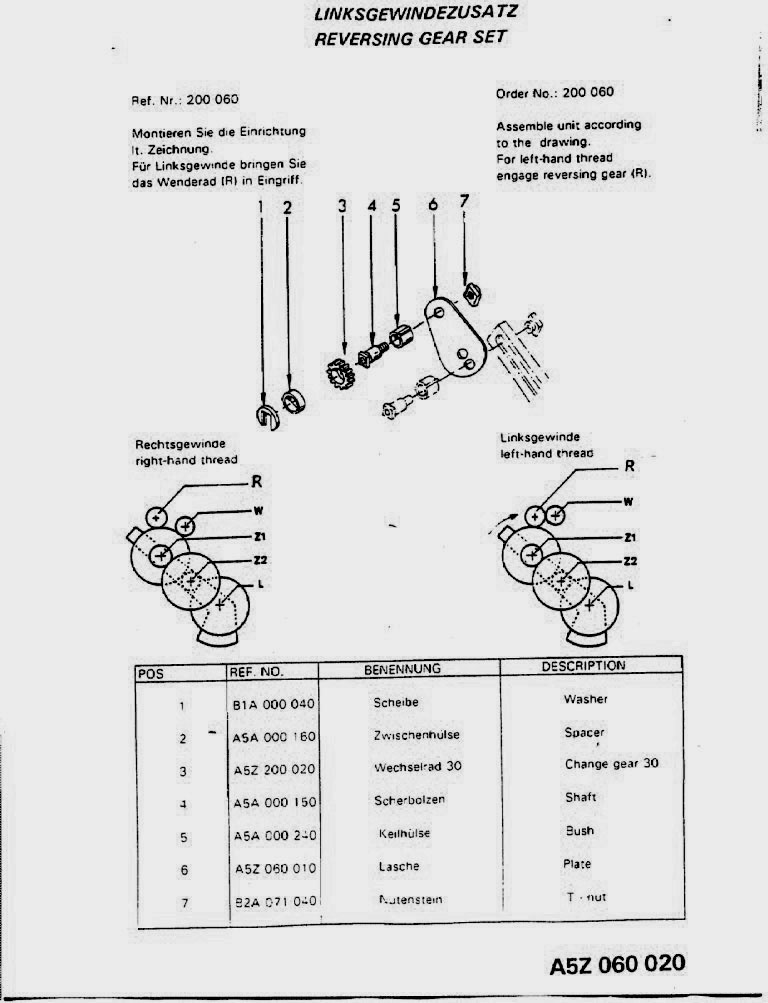 LINKSGEWINDEZUSATZ
REVERSING GEAR SET
Ref. Nr.: 200 060
Montieren Sie die Einrichtung
lt. Zeichnung.
Für Linksgewinde bringen Sie
das Wenderad (R) in Eingriff.
Order No.: 200 060
Assemble unit according
to the drawing.
For left-hand thread
engage reversing gear (R).
1 2 3 4 5 6 7
Rechtsgewinde
right-hand thread
R
W
Z1
Z2
L
Linksgewinde
left-hand thread
R
W
Z1
Z2
L
POS REF. NO. BENENNUNG DESCRIPTION
1 B1A 000 040 Scheibe Washer
2 A5A 000 160 Zwischenhülse Spacer
3 A5Z 200 020 Wechselrad 30 Change gear 30
4 A5A 000 150 Scherbolzen Shaft
5 A5A 000 240 Keilhülse Bush
6 A5Z 060 010 Lasche Plate
7 B2A 071 040 Nutenstein T-nut
A5Z 060 020